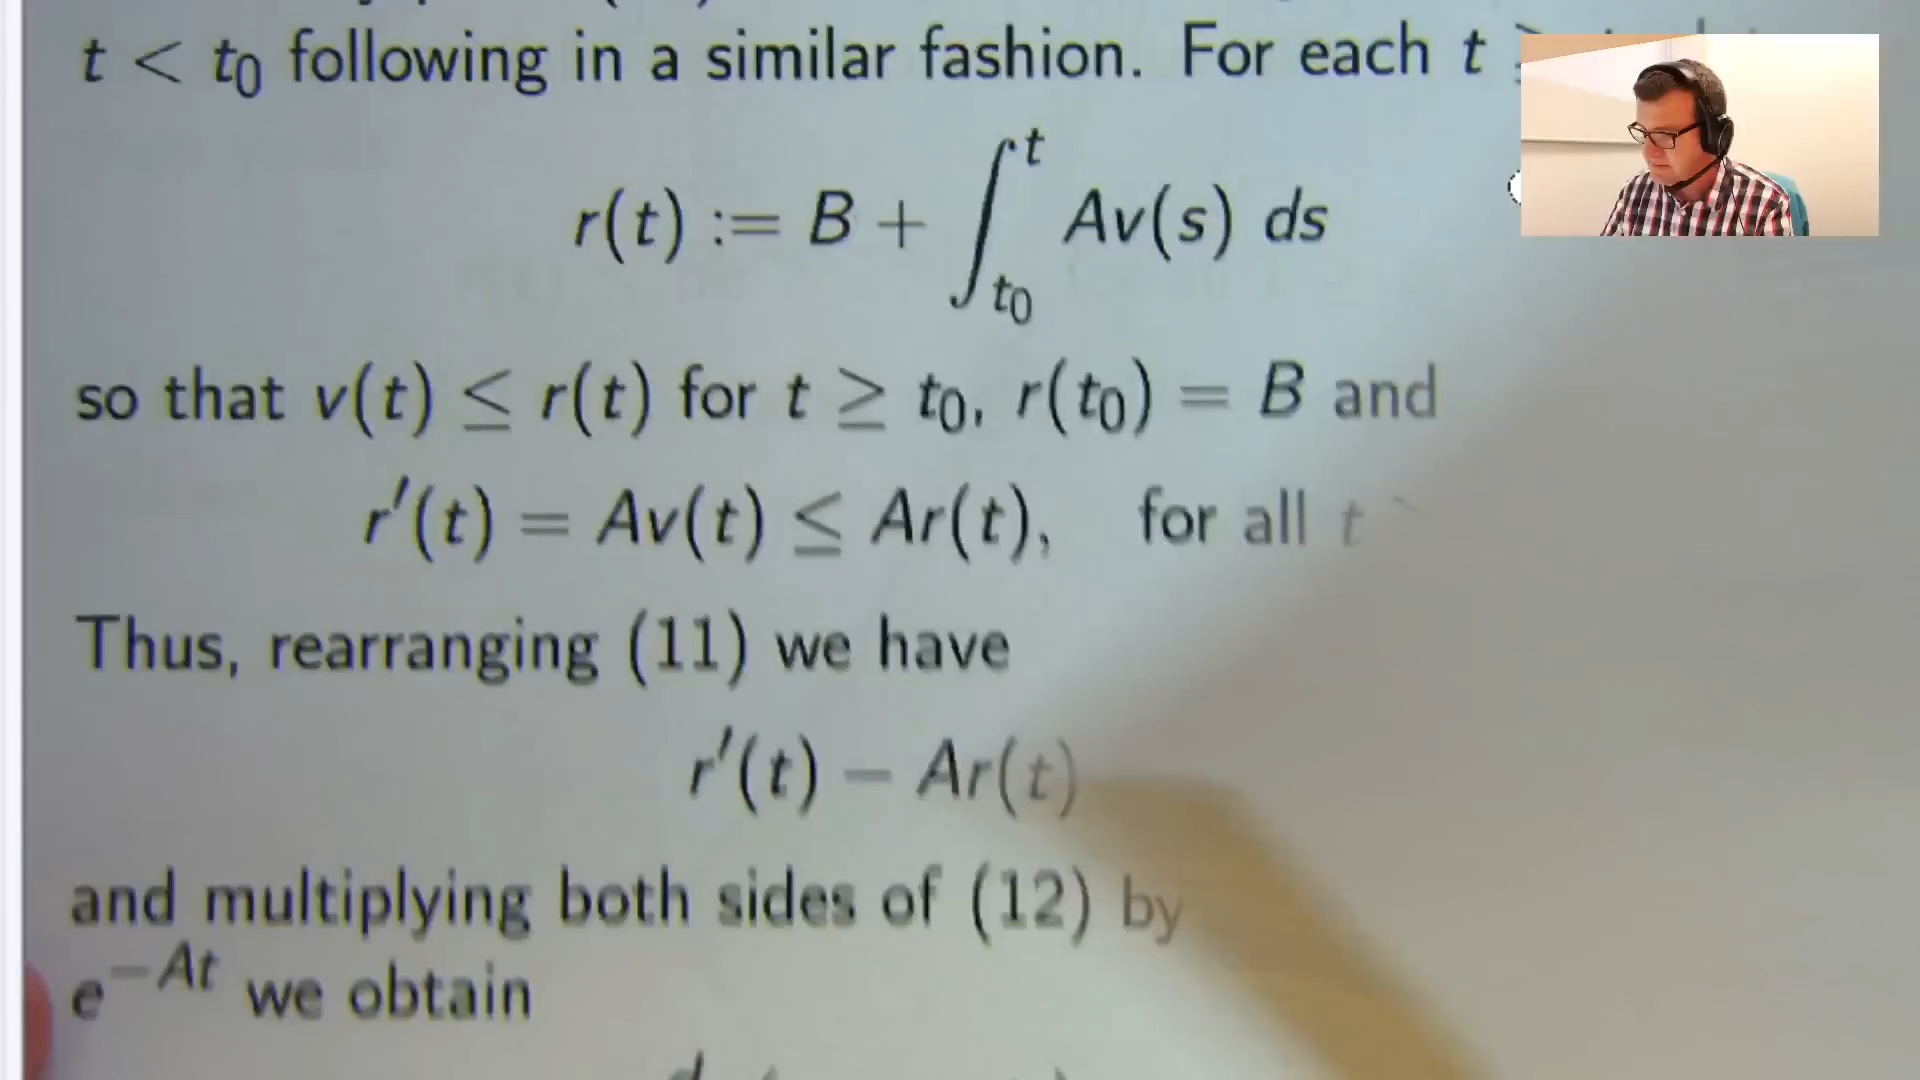 t < t₀ following in a similar fashion. For each t
r(t) := B + ∫_{t₀}^{t} Av(s) ds
so that v(t) ≤ r(t) for t ≥ t₀, r(t₀) = B and
r′(t) = Av(t) ≤ Ar(t), for all t
Thus, rearranging (11) we have
r′(t) − Ar(t)
and multiplying both sides of (12) by
e^{−At} we obtain